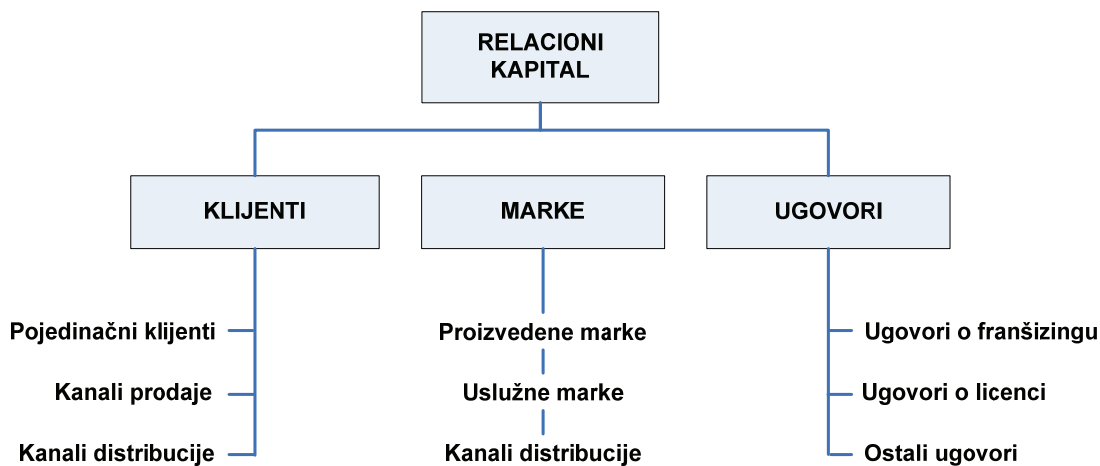 RELACIONI
KAPITAL
KLIJENTI
MARKE
UGOVORI
Pojedinačni klijenti
Proizvedene marke
Ugovori o franšizingu
Kanali prodaje
Uslužne marke
Ugovori o licenci
Kanali distribucije
Kanali distribucije
Ostali ugovori